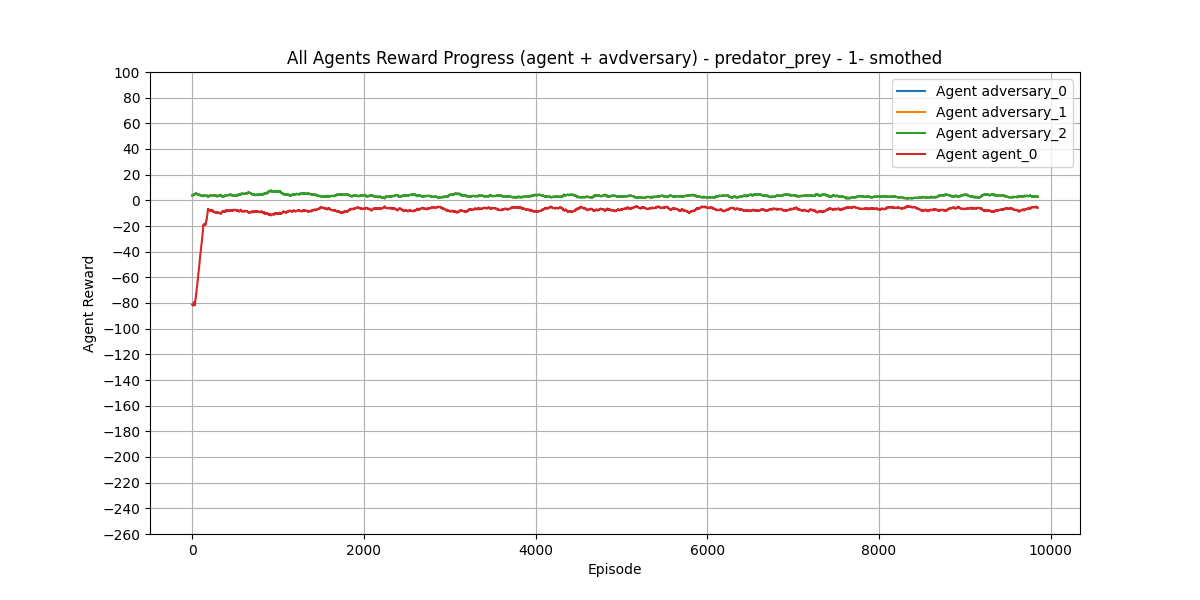 All Agents Reward Progress (agent + avdversary) - predator_prey - 1- smothed
100
80
60
40
20
0
−20
−40
−60
−80
−100
−120
−140
−160
−180
−200
−220
−240
−260
Agent Reward
Agent adversary_0
Agent adversary_1
Agent adversary_2
Agent agent_0
0 2000 4000 6000 8000 10000
Episode